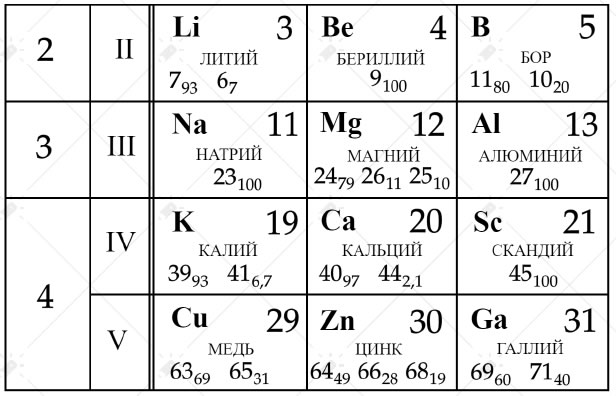 2 II Li 3 Be 4 B 5
ЛИТИЙ БЕРИЛЛИЙ БОР
7₉₃ 6₇ 9₁₀₀ 11₈₀ 10₂₀
3 III Na 11 Mg 12 Al 13
НАТРИЙ МАГНИЙ АЛЮМИНИЙ
23₁₀₀ 24₇₉ 26₁₁ 25₁₀ 27₁₀₀
4 IV K 19 Ca 20 Sc 21
КАЛИЙ КАЛЬЦИЙ СКАНДИЙ
39₉₃ 41₆,₇ 40₉₇ 44₂,₁ 45₁₀₀
V Cu 29 Zn 30 Ga 31
МЕДЬ ЦИНК ГАЛЛИЙ
63₆₉ 65₃₁ 64₄₉ 66₂₈ 68₁₉ 69₆₀ 71₄₀